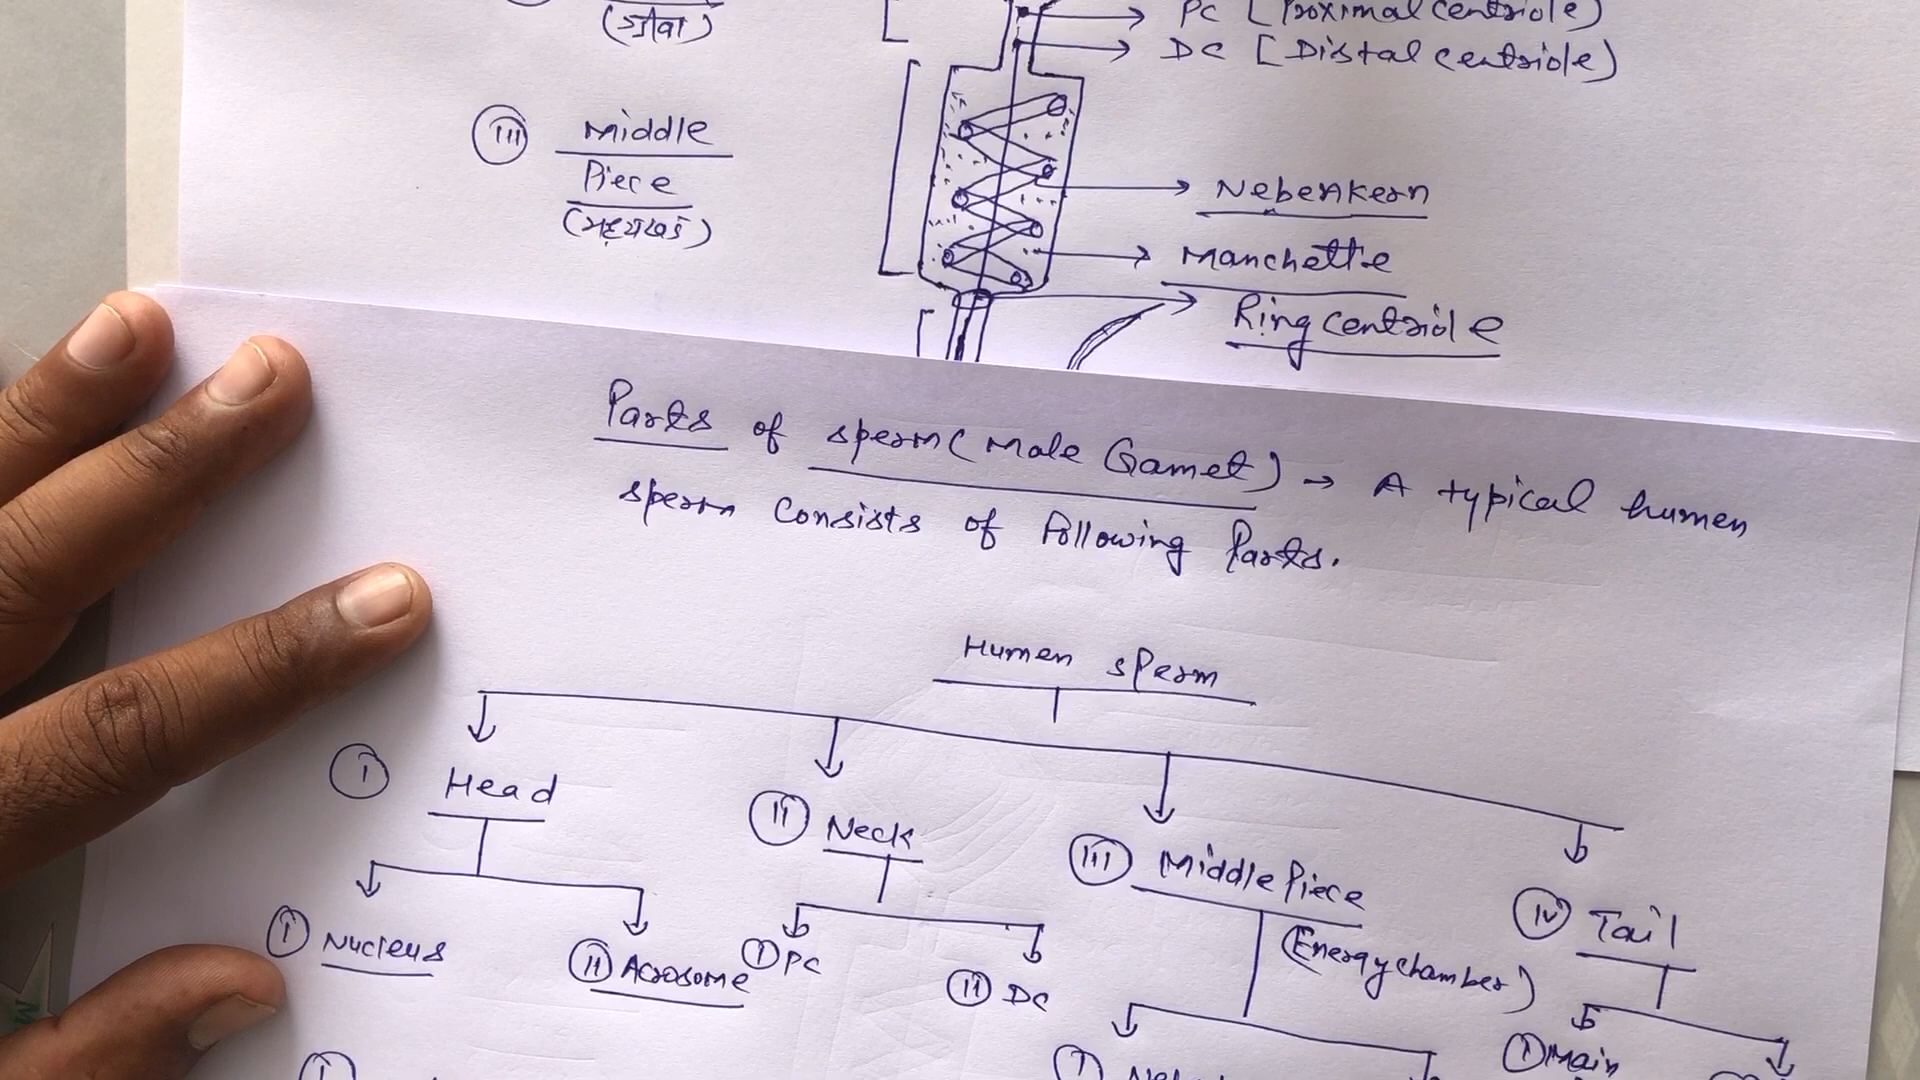 (ग्रीवा)
PC [Proximal Centriole)
DC [Distal Centriole)
III Middle
Piece
(मध्यखंड)
Nebenkern
Manchette
Ring Centriole
Parts of sperm (Male Gamet) → A typical humen
sperm Consists of following Parts.
Humen sperm
I Head
II Neck
III Middle Piece
(Energy chamber)
IV Tail
I Nucleus
II Acrosome
I PC
II DC
I
I Main